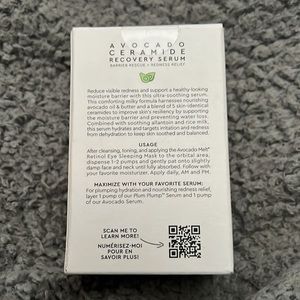 AVOCADO
CERAMIDE
RECOVERY SERUM
BARRIER RESCUE + REDNESS RELIEF
Reduce visible redness and support a healthy-looking
moisture barrier with this ultra-soothing serum.
This comforting milky formula harnesses nourishing
avocado oil & butter and a blend of 5 skin-identical
ceramides to improve skin's resiliency by supporting
the moisture barrier and preventing water loss.
Combined with soothing allantoin and rice milk,
this serum hydrates and targets irritation and redness
from dehydration to keep skin soothed and balanced.
USAGE
After cleansing, toning, and applying the Avocado Melt
Retinol Eye Sleeping Mask to the orbital area,
dispense 1-2 pumps and gently pat onto slightly
damp face and neck until fully absorbed. Follow with
your favorite moisturizer. Apply daily, AM and PM.
MAXIMIZE WITH YOUR FAVORITE SERUM:
For plumping hydration and nourishing redness relief,
layer 1 pump of our Plum Plump Serum and 1 pump
of our Avocado Serum.
SCAN ME TO
LEARN MORE!
NUMÉRISEZ-MOI
POUR EN
SAVOIR PLUS!